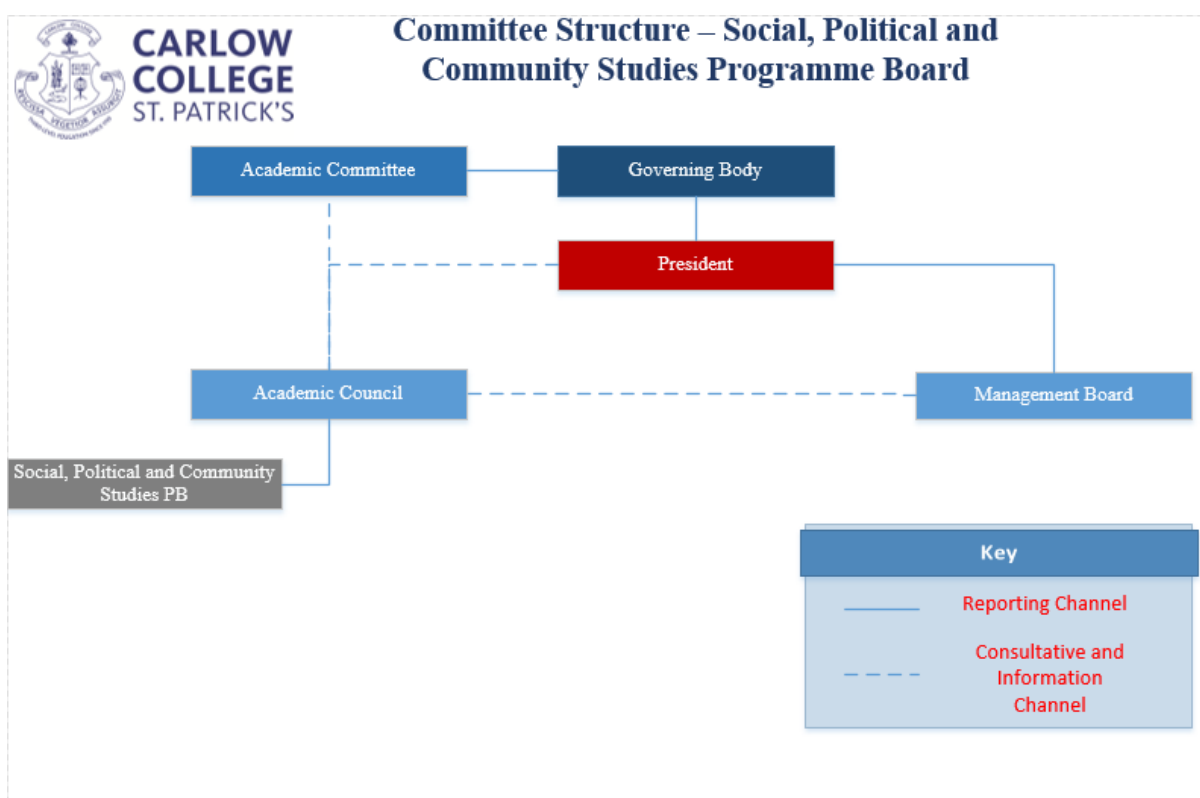 CARLOW
COLLEGE
ST. PATRICK'S
Committee Structure – Social, Political and
Community Studies Programme Board
Academic Committee
Governing Body
President
Academic Council
Management Board
Social, Political and Community
Studies PB
Key
Reporting Channel
Consultative and
Information
Channel